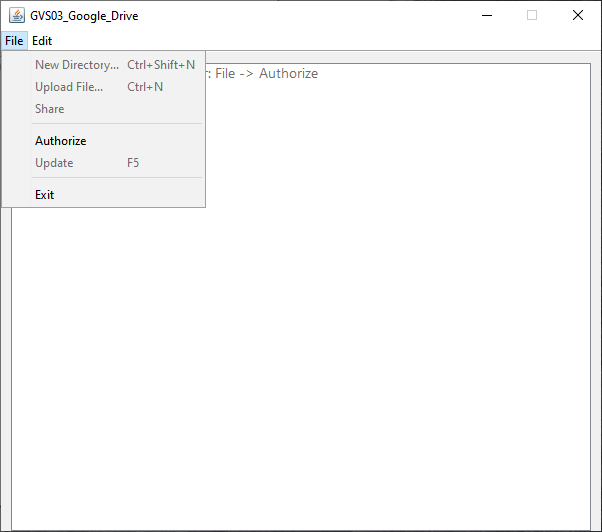 GVS03_Google_Drive
File Edit
New Directory... Ctrl+Shift+N
r: File -> Authorize
Upload File... Ctrl+N
Share
Authorize
Update F5
Exit